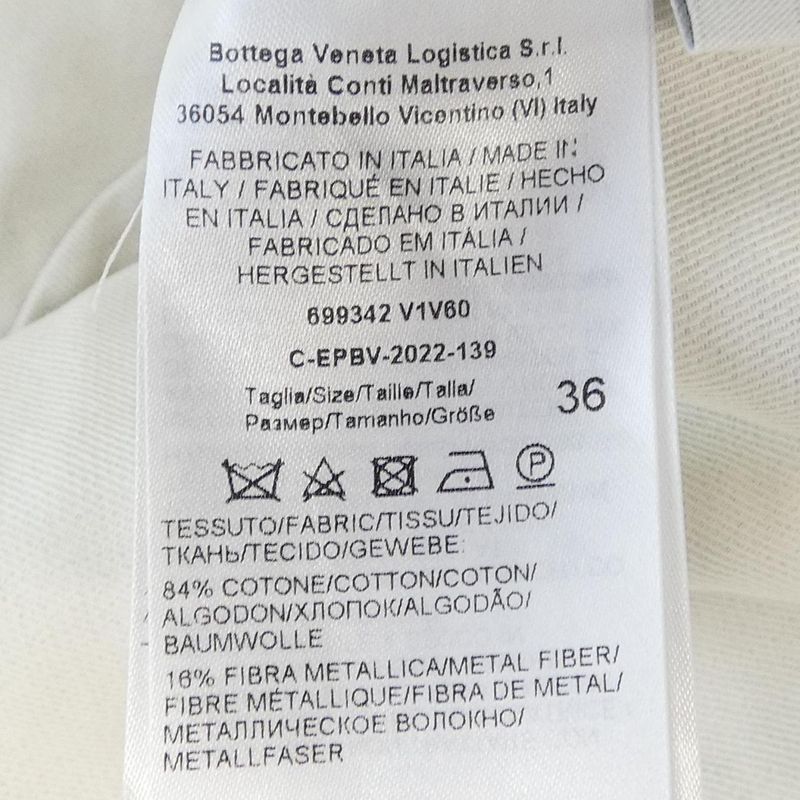 Bottega Veneta Logistica S.r.l.
Località Conti Maltraverso,1
36054 Montebello Vicentino (VI) Italy
FABBRICATO IN ITALIA / MADE IN
ITALY / FABRIQUÉ EN ITALIE / HECHO
EN ITALIA / СДЕЛАНО В ИТАЛИИ /
FABRICADO EM ITÁLIA /
HERGESTELLT IN ITALIEN
699342 V1V60
C-EPBV-2022-139
Taglia/Size/Taille/Talla/
Размер/Tamanho/Größe
36
P
TESSUTO/FABRIC/TISSU/TEJIDO/
ТКАНЬ/TECIDO/GEWEBE:
84% COTONE/COTTON/COTON/
ALGODON/ХЛОПОК/ALGODÃO/
BAUMWOLLE
16% FIBRA METALLICA/METAL FIBER/
FIBRE MÉTALLIQUE/FIBRA DE METAL/
МЕТАЛЛИЧЕСКОЕ ВОЛОКНО/
METALLFASER